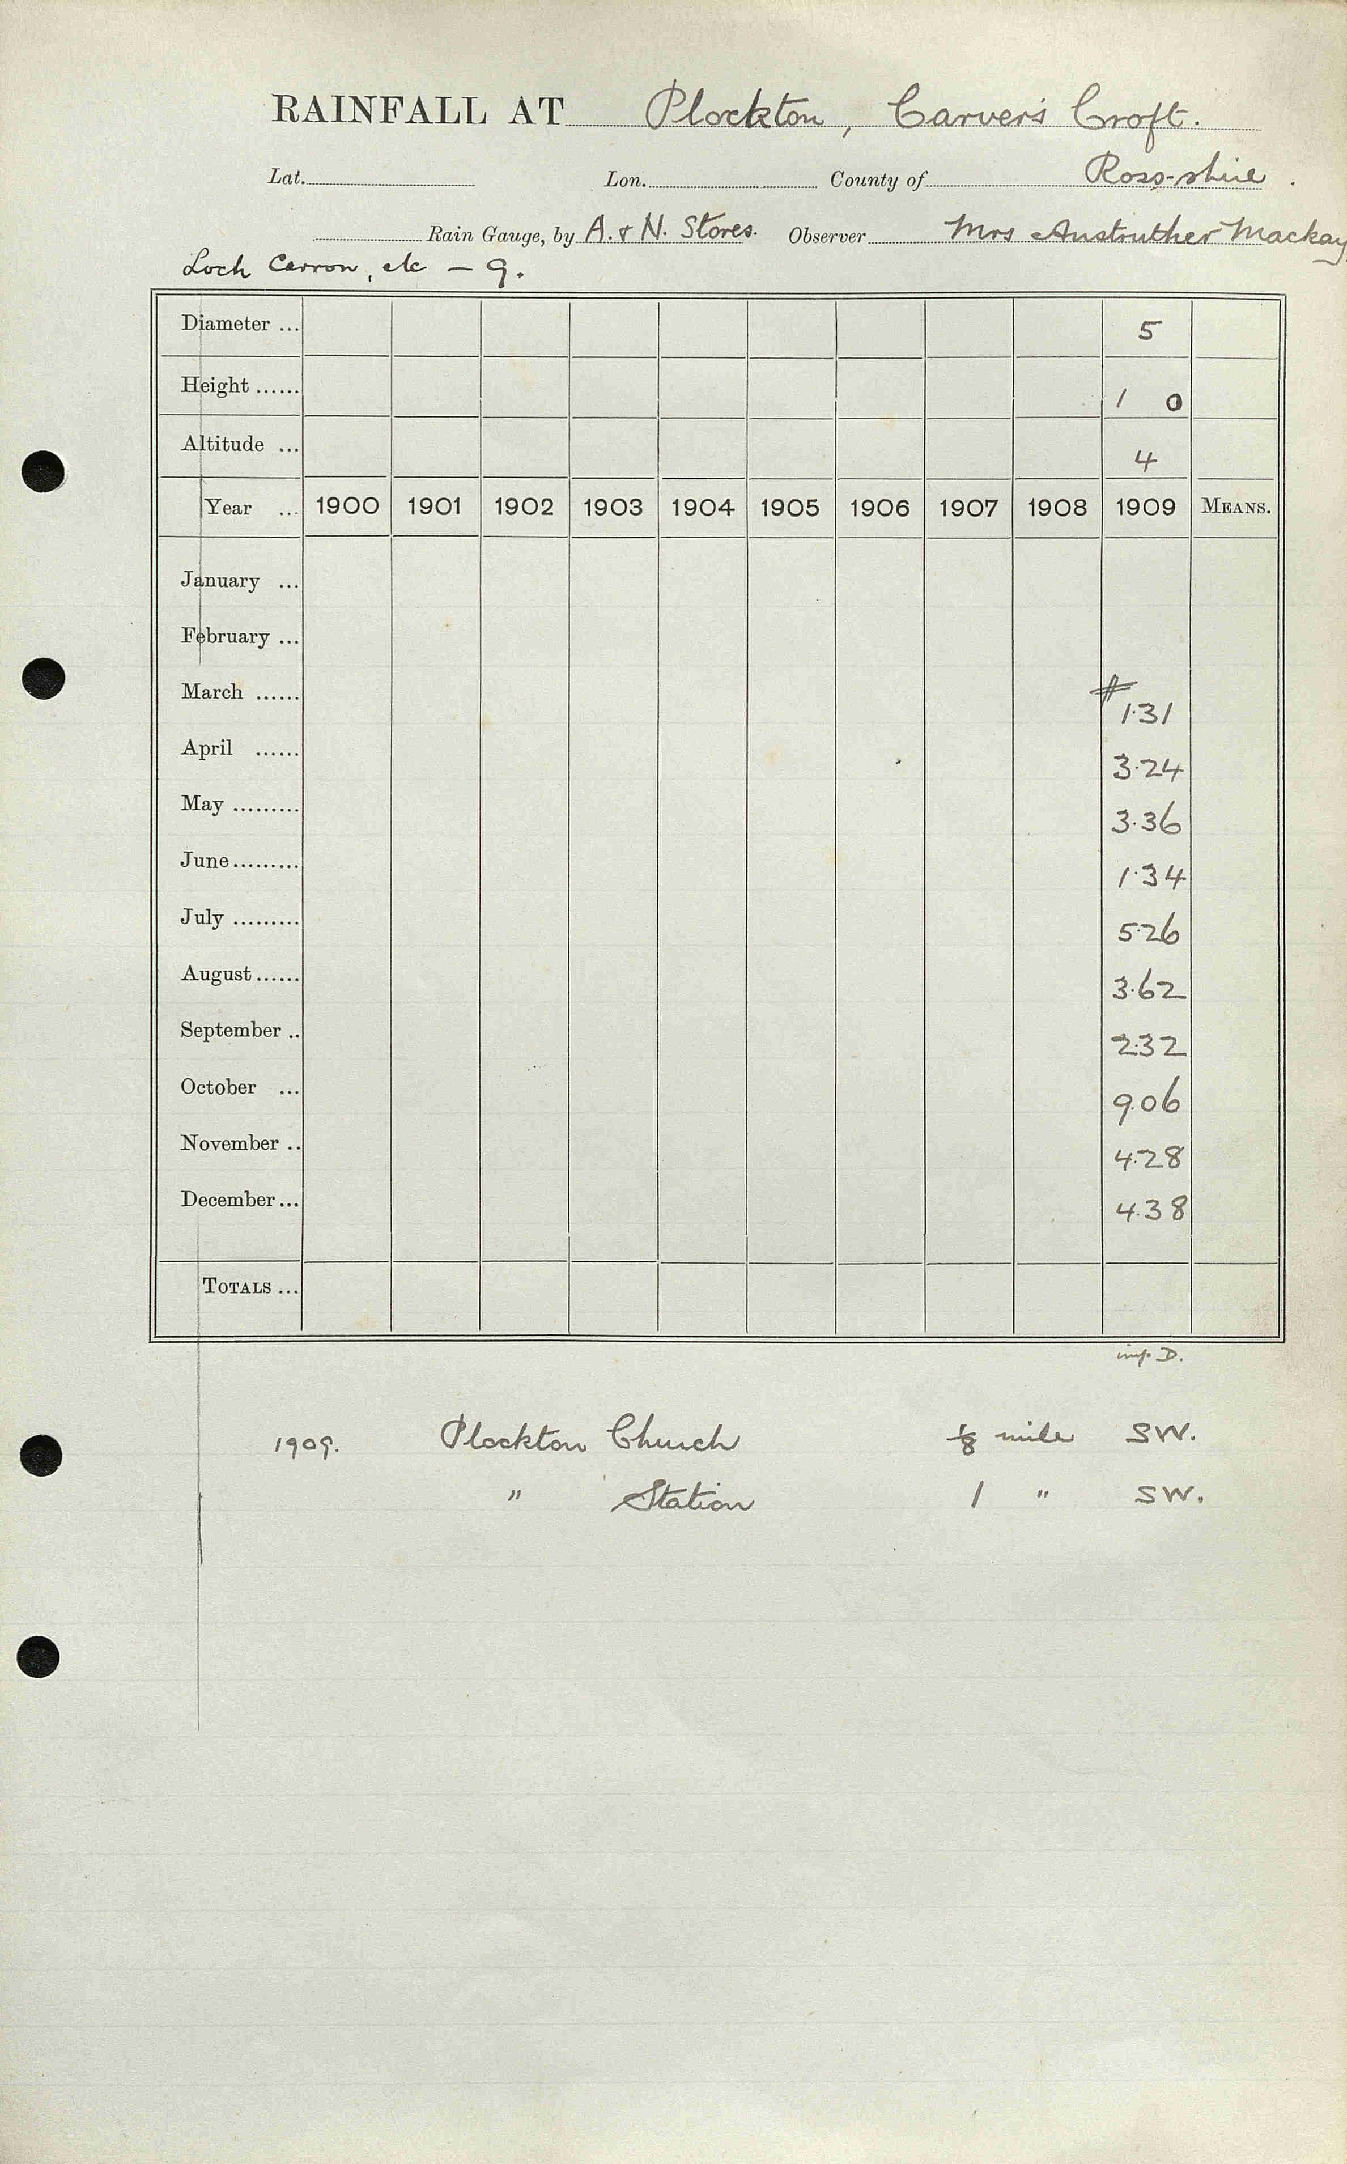 RAINFALL AT Plockton, Carver's Croft.
Lat. Lon. County of Ross-shire.
Rain Gauge, by A. & N. Stores. Observer Mrs Anstruther Mackay
Loch Carron, etc — 9.
Diameter ... 5
Height ...... 1 0
Altitude ... 4
Year ... 1900 1901 1902 1903 1904 1905 1906 1907 1908 1909 MEANS.
January ...
February ...
March ...... # 1.31
April ...... 3.24
May ......... 3.36
June ......... 1.34
July ......... 5.26
August ...... 3.62
September .. 2.32
October ... 9.06
November .. 4.28
December ... 4.38
TOTALS ...
imp D.
1909. Plockton Church 1/8 mile SW.
" Station 1 " SW.